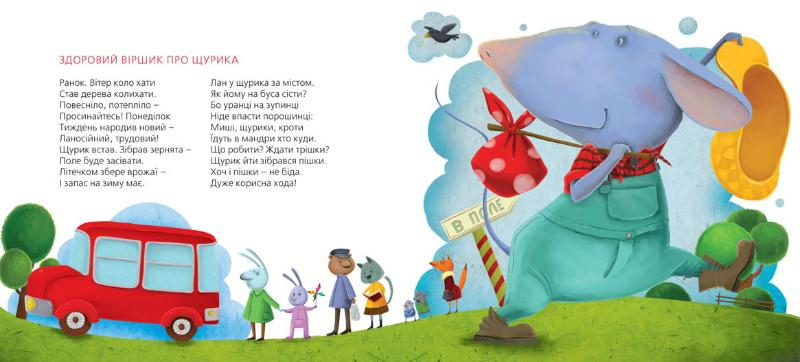 ЗДОРОВИЙ ВІРШИК ПРО ЩУРИКА
Ранок. Вітер коло хати
Став дерева колихати.
Повесніло, потепліло –
Просинайтесь! Понеділок
Тиждень народив новий –
Ланосійний, трудовий!
Щурик встав. Зібрав зернята –
Поле буде засівати.
Літечком збере врожаї –
І запас на зиму має.
Лан у щурика за містом.
Як йому на буса сісти?
Бо уранці на зупинці
Ніде впасти порошинці:
Миші, щурики, кроти
Їдуть в мандри хто куди.
Що робити? Ждати трішки?
Щурик йти зібрався пішки.
Хоч і пішки – не біда.
Дуже корисна хода!
В ПОЛЕ